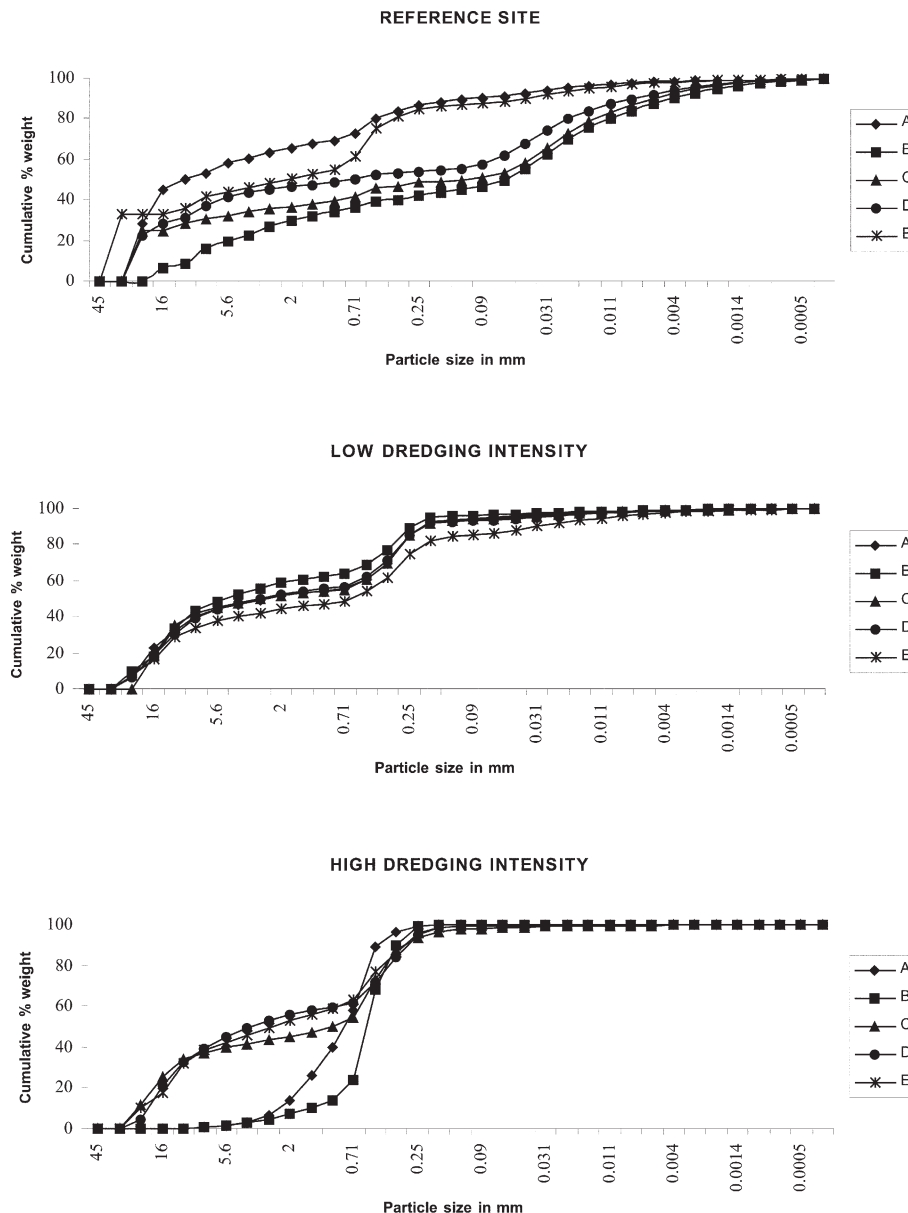 REFERENCE SITE
100
80
60
40
20
0
Cumulative % weight
45
16
5.6
2
0.71
0.25
0.09
0.031
0.011
0.004
0.0014
0.0005
Particle size in mm
A
B
C
D
E
LOW DREDGING INTENSITY
100
80
60
40
20
0
Cumulative % weight
45
16
5.6
2
0.71
0.25
0.09
0.031
0.011
0.004
0.0014
0.0005
Particle size in mm
A
B
C
D
E
HIGH DREDGING INTENSITY
100
80
60
40
20
0
Cumulative % weight
45
16
5.6
2
0.71
0.25
0.09
0.031
0.011
0.004
0.0014
0.0005
Particle size in mm
A
B
C
D
E